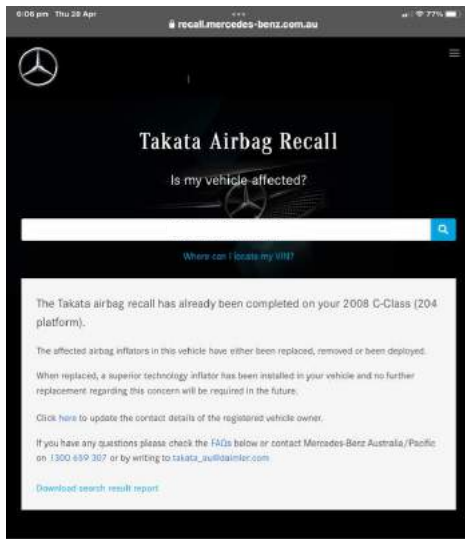 6:06 pm Thu 28 Apr
77%
recall.mercedes-benz.com.au
Takata Airbag Recall
Is my vehicle affected?
Where can I locate my VIN?
The Takata airbag recall has already been completed on your 2008 C-Class (204
platform).
The affected airbag inflators in this vehicle have either been replaced, removed or been deployed.
When replaced, a superior technology inflator has been installed in your vehicle and no further
replacement regarding this concern will be required in the future.
Click here to update the contact details of the registered vehicle owner.
If you have any questions please check the FAQs below or contact Mercedes-Benz Australia/Pacific
on 1300 659 307 or by writing to takata_au@daimler.com
Download search result report